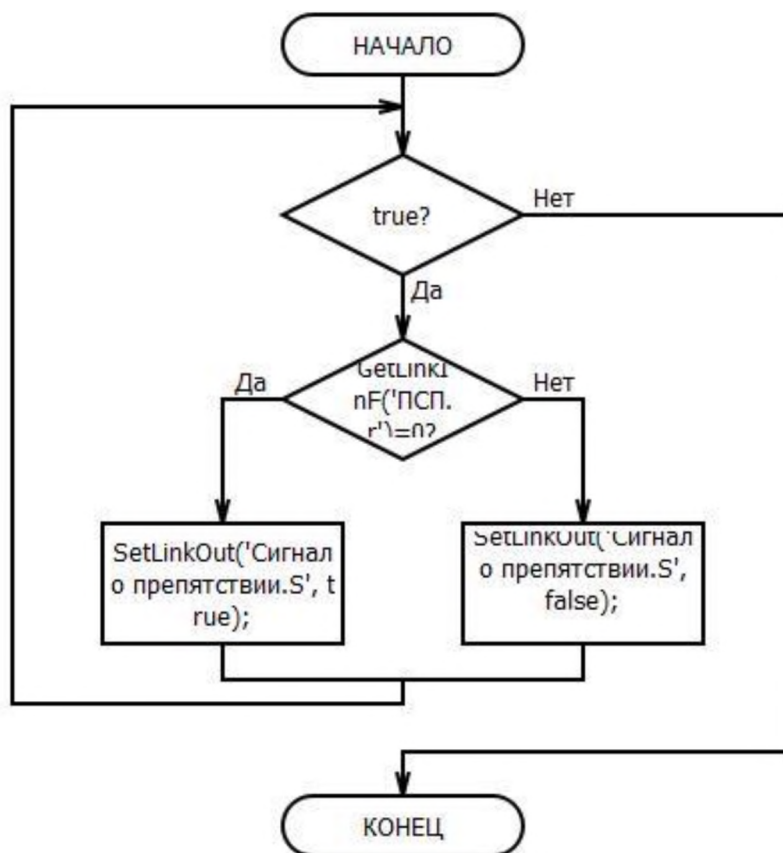 НАЧАЛО
true?
Нет
Да
Да
GetLinkI
nF('ПСП.
r')=0?
Нет
SetLinkOut('Сигнал
о препятствии.S', t
rue);
SetLinkOut('Сигнал
о препятствии.S',
false);
КОНЕЦ